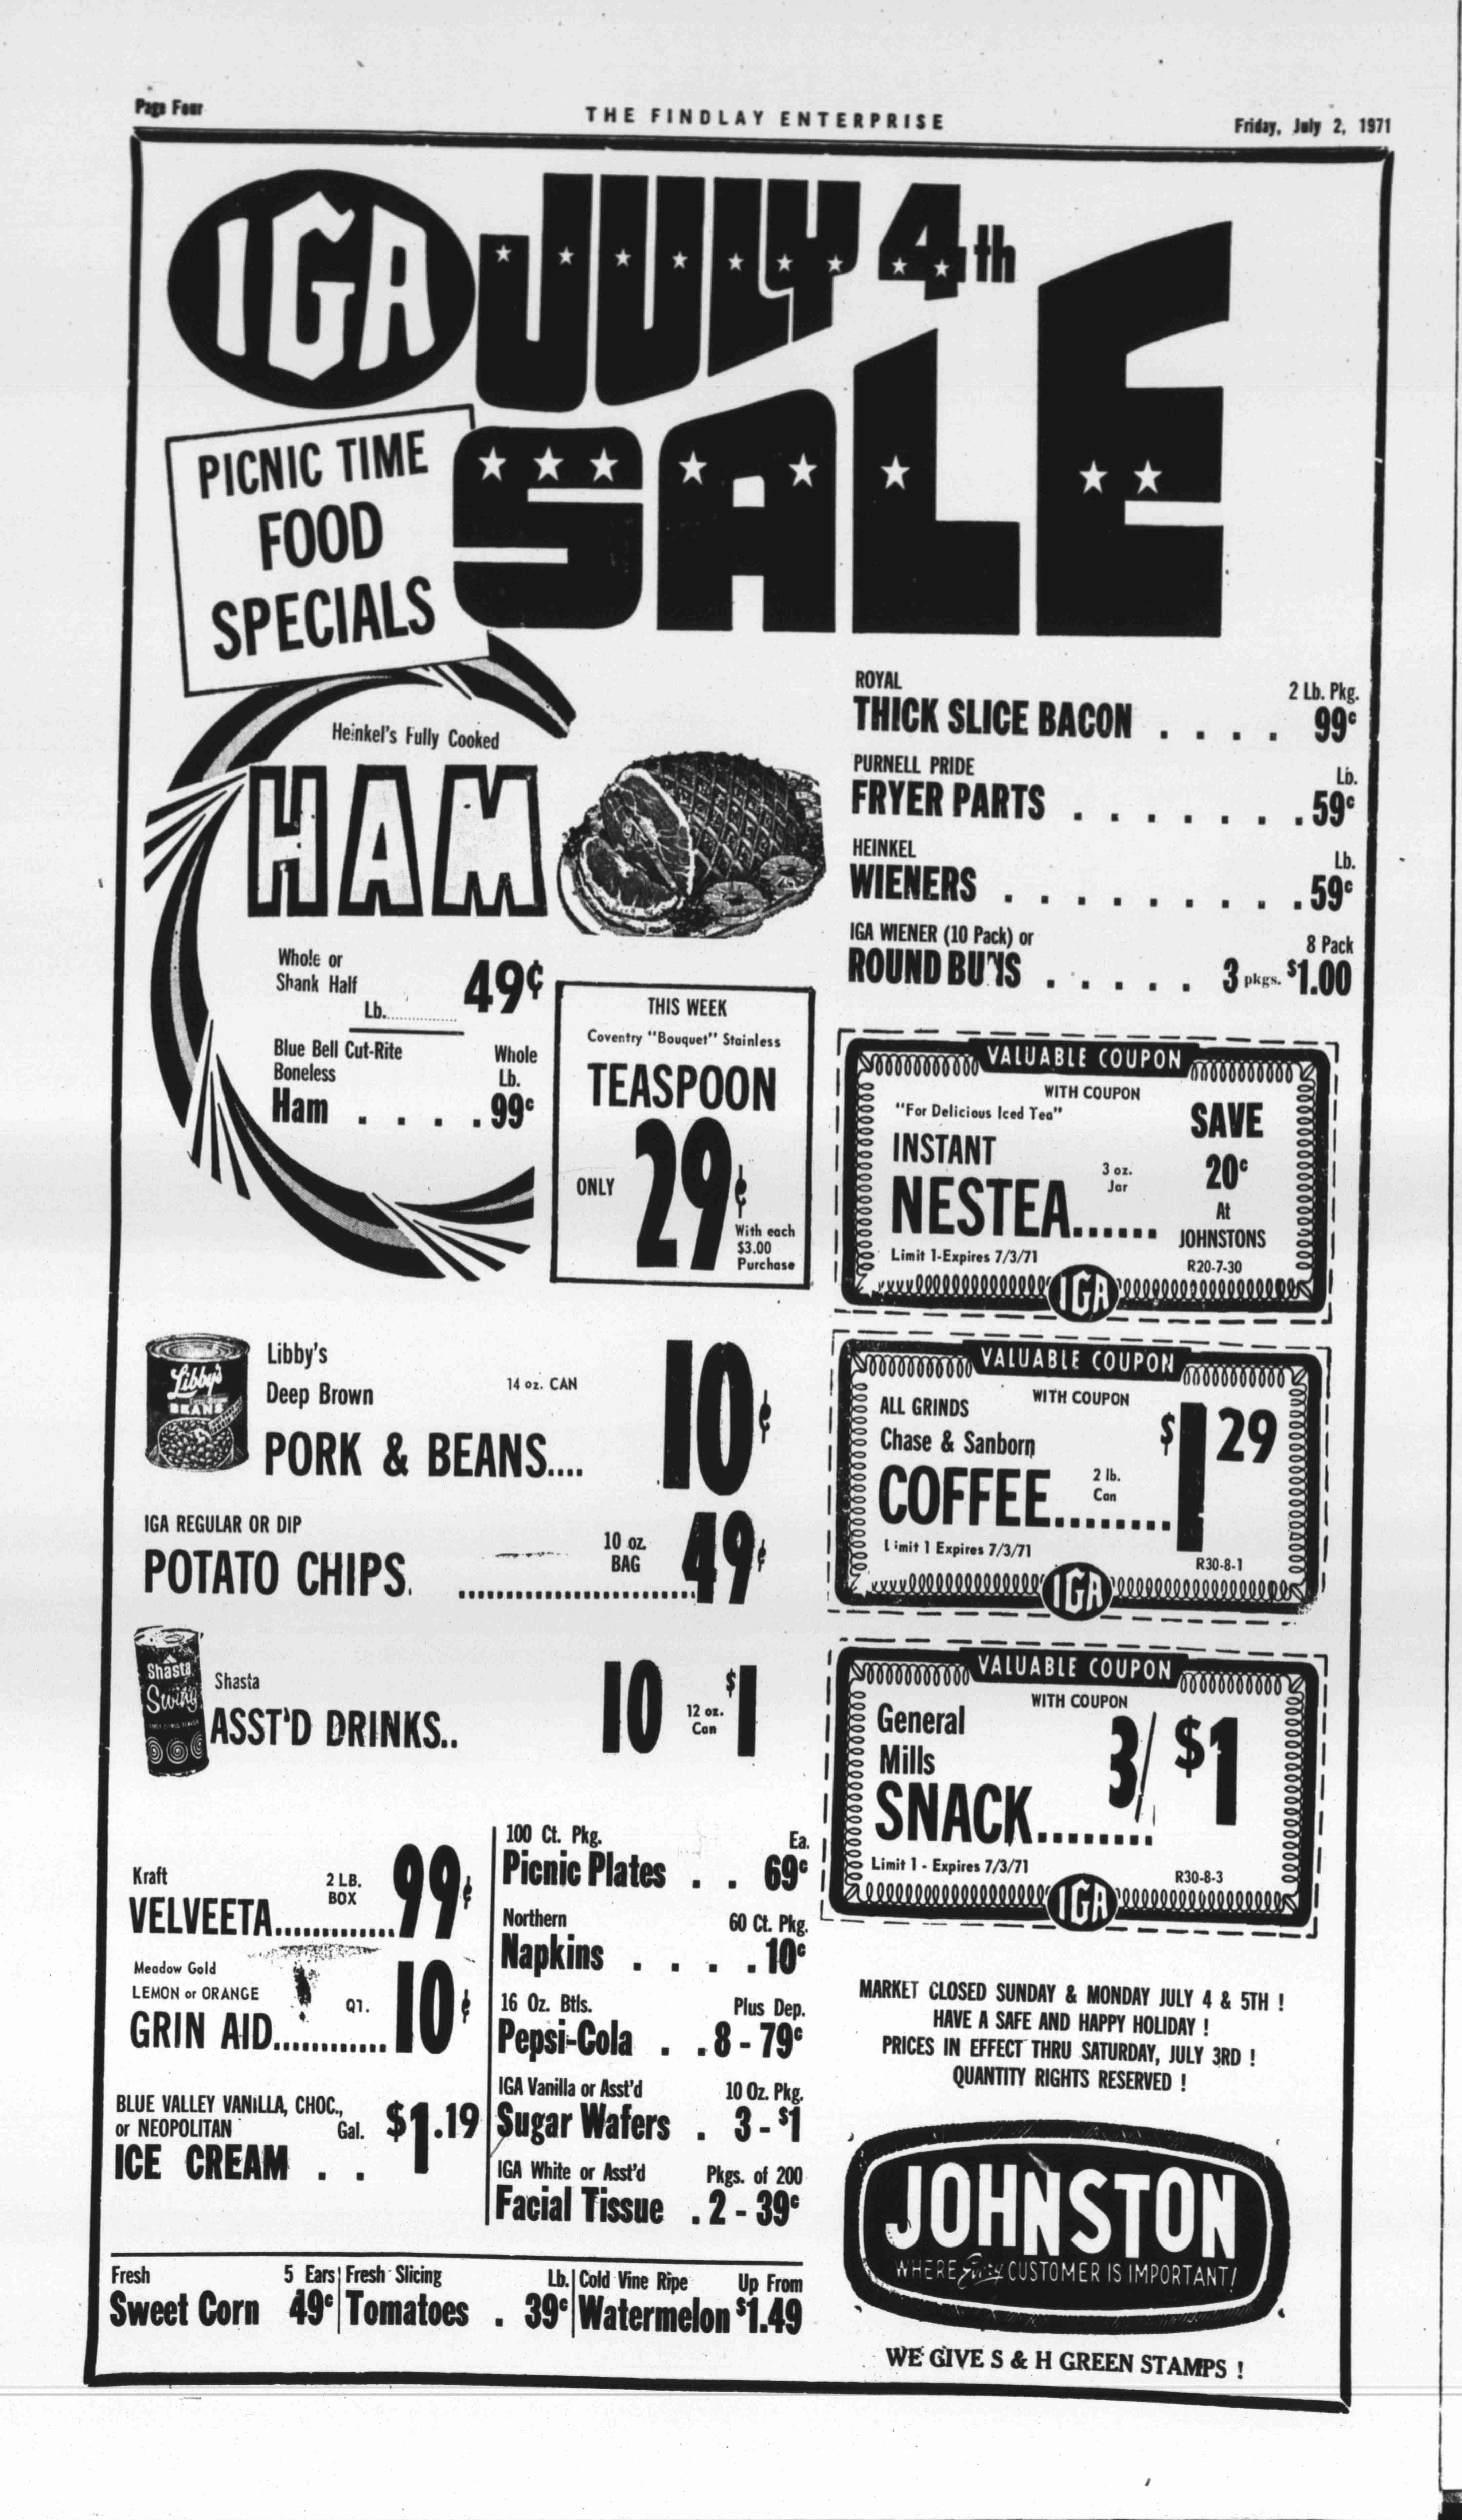 Page Four
THE FINDLAY ENTERPRISE
Friday, July 2, 1971
IGA
JULY 4th
SALE
PICNIC TIME
FOOD
SPECIALS
Heinkel's Fully Cooked
HAM
Whole or
Shank Half
Lb. 49¢
Blue Bell Cut-Rite
Boneless
Whole
Lb.
Ham . . . . . 99¢
THIS WEEK
Coventry "Bouquet" Stainless
TEASPOON
ONLY 29¢
With each
$3.00
Purchase
ROYAL
2 Lb. Pkg.
THICK SLICE BACON . . . . 99¢
PURNELL PRIDE
Lb.
FRYER PARTS . . . . . . . 59¢
HEINKEL
Lb.
WIENERS . . . . . . . . . 59¢
IGA WIENER (10 Pack) or
8 Pack
ROUND BUNS . . . . . 3 pkgs. $1.00
VALUABLE COUPON
WITH COUPON
"For Delicious Iced Tea"
SAVE
INSTANT
20¢
3 oz.
Jar
NESTEA......
At
JOHNSTONS
Limit 1-Expires 7/3/71
R20-7-30
IGA
VALUABLE COUPON
WITH COUPON
ALL GRINDS
Chase & Sanborn
$1 29
COFFEE.........
2 lb.
Can
Limit 1 Expires 7/3/71
R30-8-1
IGA
VALUABLE COUPON
WITH COUPON
General
Mills
3/$1
SNACK.........
Limit 1 - Expires 7/3/71
R30-8-3
IGA
Libby's
BEANS
Libby's
Deep Brown
14 oz. CAN
PORK & BEANS.... 10¢
IGA REGULAR OR DIP
10 oz.
BAG
POTATO CHIPS. 49¢
Shasta
Swing
Shasta
ASST'D DRINKS.. 10 12 oz. Can $1
Kraft
2 LB.
BOX
VELVEETA............. 99¢
Meadow Gold
LEMON or ORANGE
QT.
GRIN AID............ 10¢
BLUE VALLEY VANILLA, CHOC.,
or NEOPOLITAN
Gal. $1.19
ICE CREAM . .
100 Ct. Pkg.
Ea.
Picnic Plates . . 69¢
Northern
60 Ct. Pkg.
Napkins . . . . . 10¢
16 Oz. Btls.
Plus Dep.
Pepsi-Cola . . 8 - 79¢
IGA Vanilla or Asst'd
10 Oz. Pkg.
Sugar Wafers . 3 - $1
IGA White or Asst'd
Pkgs. of 200
Facial Tissue . 2 - 39¢
Fresh
5 Ears
Sweet Corn 49¢
Fresh Slicing
Lb.
Tomatoes . 39¢
Cold Vine Ripe
Up From
Watermelon $1.49
MARKET CLOSED SUNDAY & MONDAY JULY 4 & 5TH !
HAVE A SAFE AND HAPPY HOLIDAY !
PRICES IN EFFECT THRU SATURDAY, JULY 3RD !
QUANTITY RIGHTS RESERVED !
JOHNSTON
WHERE Every CUSTOMER IS IMPORTANT!
WE GIVE S & H GREEN STAMPS !